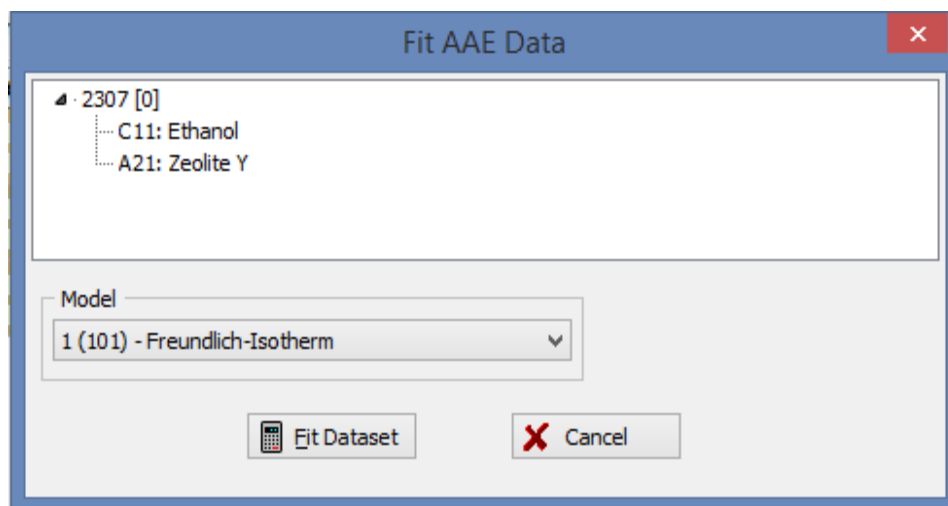 Fit AAE Data
2307 [0]
C11: Ethanol
A21: Zeolite Y
Model
1 (101) - Freundlich-Isotherm
Fit Dataset
Cancel